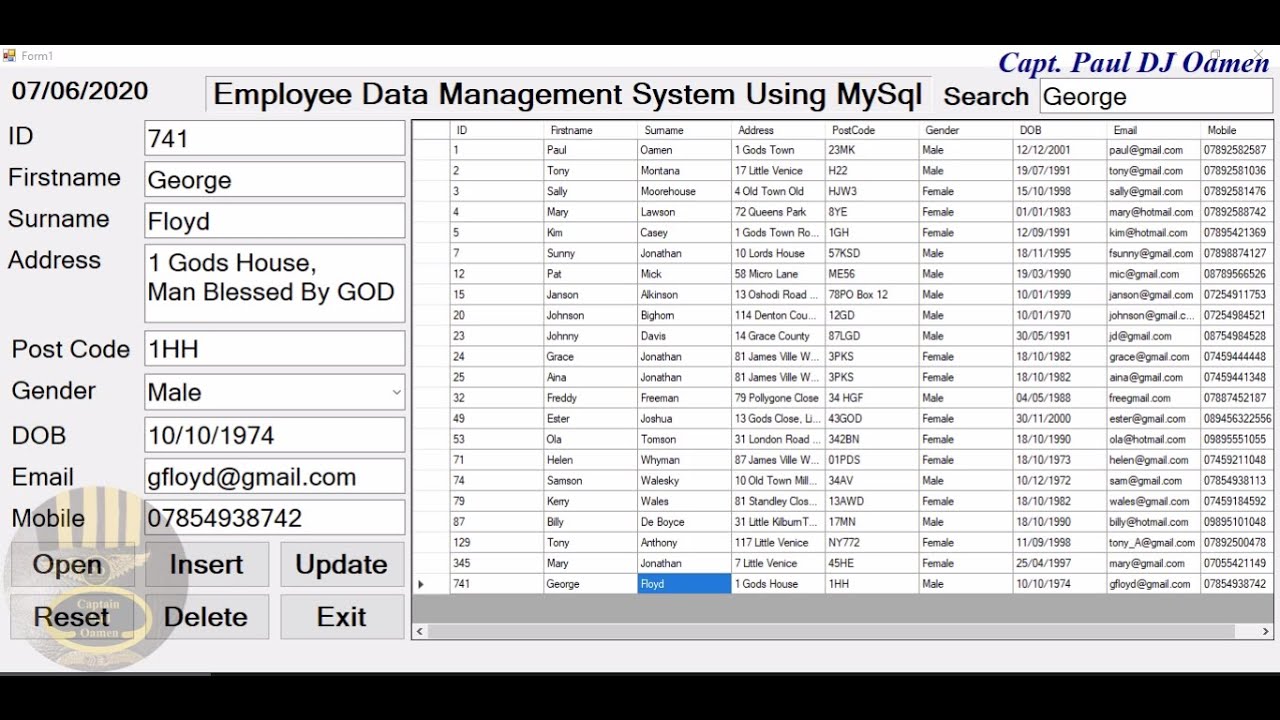 Form1
Capt. Paul DJ Oamen
07/06/2020 Employee Data Management System Using MySql Search George
ID 741
Firstname George
Surname Floyd
Address 1 Gods House,
Man Blessed By GOD
Post Code 1HH
Gender Male
DOB 10/10/1974
Email gfloyd@gmail.com
Mobile 07854938742
Open Insert Update
Reset Delete Exit
Captain
Oamen
ID Firstname Surname Address PostCode Gender DOB Email Mobile
1 Paul Oamen 1 Gods Town 23MK Male 12/12/2001 paul@gmail.com 07892582587
2 Tony Montana 17 Little Venice H22 Male 19/07/1991 tony@gmail.com 07892581036
3 Sally Moorehouse 4 Old Town Old HJW3 Female 15/10/1998 sally@gmail.com 07892581476
4 Mary Lawson 72 Queens Park 8YE Female 01/01/1983 mary@hotmail.com 07892588742
5 Kim Casey 1 Gods Town Ro... 1GH Female 12/09/1991 kim@hotmail.com 07895421369
7 Sunny Jonathan 10 Lords House 57KSD Male 18/11/1995 fsunny@gmail.com 07898874127
12 Pat Mick 58 Micro Lane ME56 Male 19/03/1990 mic@gmail.com 08789566526
15 Janson Alkinson 13 Oshodi Road ... 78PO Box 12 Male 10/01/1999 janson@gmail.com 07254911753
20 Johnson Bighorn 114 Denton Cou... 12GD Male 10/01/1970 johnson@gmail.c... 07254984521
23 Johnny Davis 14 Grace County 87LGD Male 30/05/1991 jd@gmail.com 08754984528
24 Grace Jonathan 81 James Ville W... 3PKS Female 18/10/1982 grace@gmail.com 07459444448
25 Aina Jonathan 81 James Ville W... 3PKS Female 18/10/1982 aina@gmail.com 07459441348
32 Freddy Freeman 79 Pollygone Close 34 HGF Male 04/05/1988 freegmail.com 07887452187
49 Ester Joshua 13 Gods Close, Li... 43GOD Female 30/11/2000 ester@gmail.com 089456322556
53 Ola Tomson 31 London Road ... 342BN Female 18/10/1990 ola@hotmail.com 09895551055
71 Helen Whyman 87 James Ville W... 01PDS Female 18/10/1973 helen@gmail.com 07459211048
74 Samson Walesky 10 Old Town Mill... 34AV Male 10/12/1972 sam@gmail.com 07854938113
79 Kerry Wales 81 Standley Clos... 13AWD Female 18/10/1982 wales@gmail.com 07459184592
87 Billy De Boyce 31 Little KilburnT... 17MN Male 18/10/1990 billy@hotmail.com 09895101048
129 Tony Anthony 117 Little Venice NY772 Female 11/09/1998 tony_A@gmail.com 07892500478
345 Mary Jonathan 7 Little Venice 45HE Female 25/04/1997 mary@gmail.com 07055421149
741 George Floyd 1 Gods House 1HH Male 10/10/1974 gfloyd@gmail.com 07854938742